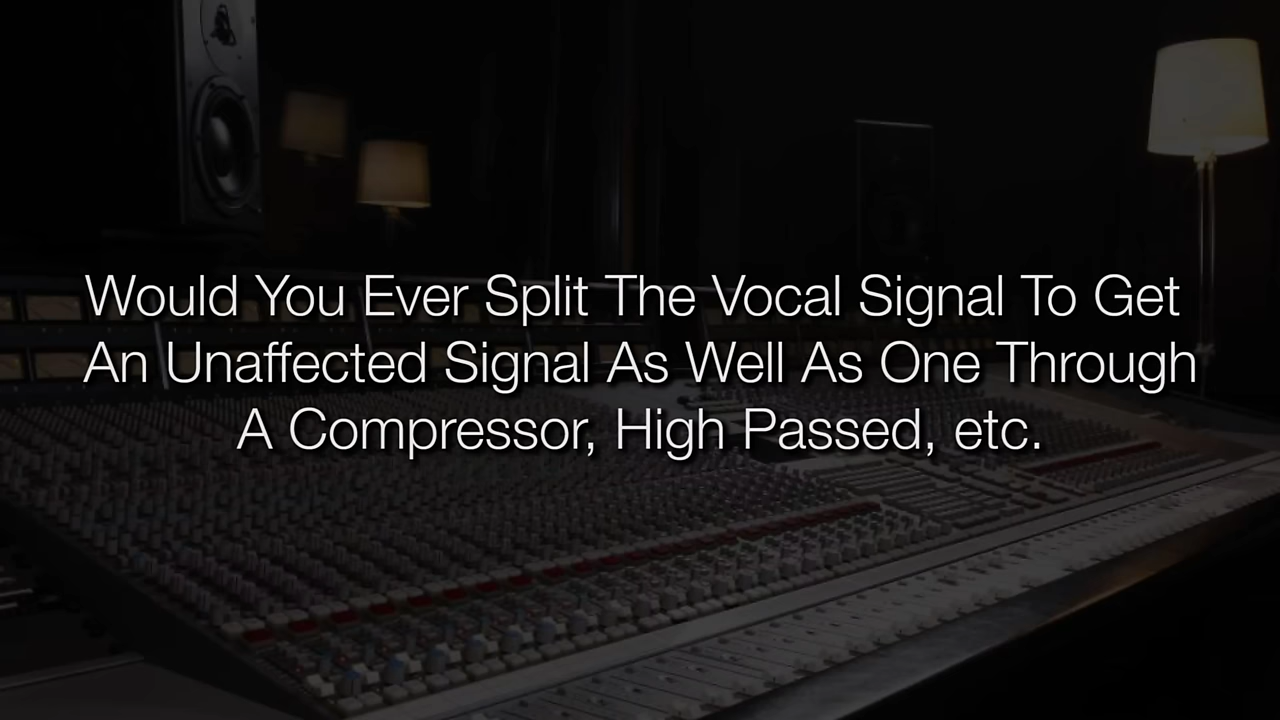 Would You Ever Split The Vocal Signal To Get
An Unaffected Signal As Well As One Through
A Compressor, High Passed, etc.